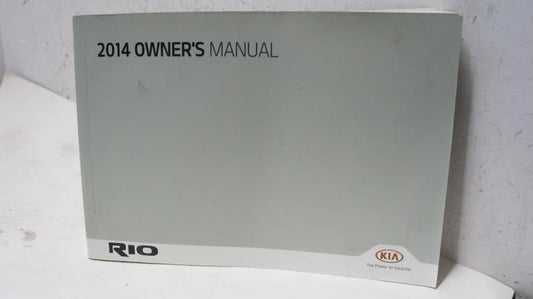 2014 OWNER'S MANUAL
RIO
KIA
The Power to Surprise